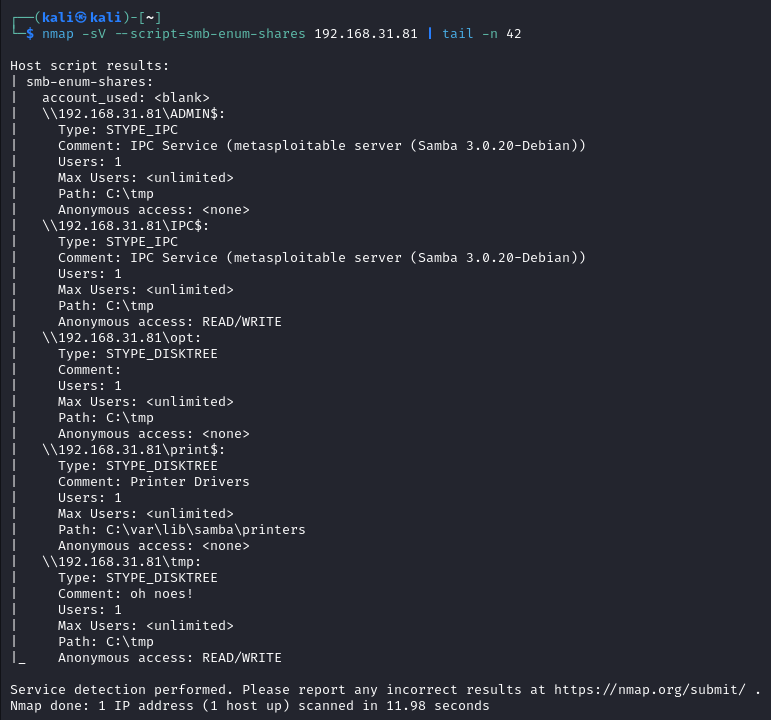 ┌──(kali㉿kali)-[~]
└─$ nmap -sV --script=smb-enum-shares 192.168.31.81 | tail -n 42

Host script results:
| smb-enum-shares:
|   account_used: <blank>
|   \\192.168.31.81\ADMIN$:
|     Type: STYPE_IPC
|     Comment: IPC Service (metasploitable server (Samba 3.0.20-Debian))
|     Users: 1
|     Max Users: <unlimited>
|     Path: C:\tmp
|     Anonymous access: <none>
|   \\192.168.31.81\IPC$:
|     Type: STYPE_IPC
|     Comment: IPC Service (metasploitable server (Samba 3.0.20-Debian))
|     Users: 1
|     Max Users: <unlimited>
|     Path: C:\tmp
|     Anonymous access: READ/WRITE
|   \\192.168.31.81\opt:
|     Type: STYPE_DISKTREE
|     Comment:
|     Users: 1
|     Max Users: <unlimited>
|     Path: C:\tmp
|     Anonymous access: <none>
|   \\192.168.31.81\print$:
|     Type: STYPE_DISKTREE
|     Comment: Printer Drivers
|     Users: 1
|     Max Users: <unlimited>
|     Path: C:\var\lib\samba\printers
|     Anonymous access: <none>
|   \\192.168.31.81\tmp:
|     Type: STYPE_DISKTREE
|     Comment: oh noes!
|     Users: 1
|     Max Users: <unlimited>
|     Path: C:\tmp
|_    Anonymous access: READ/WRITE

Service detection performed. Please report any incorrect results at https://nmap.org/submit/ .
Nmap done: 1 IP address (1 host up) scanned in 11.98 seconds